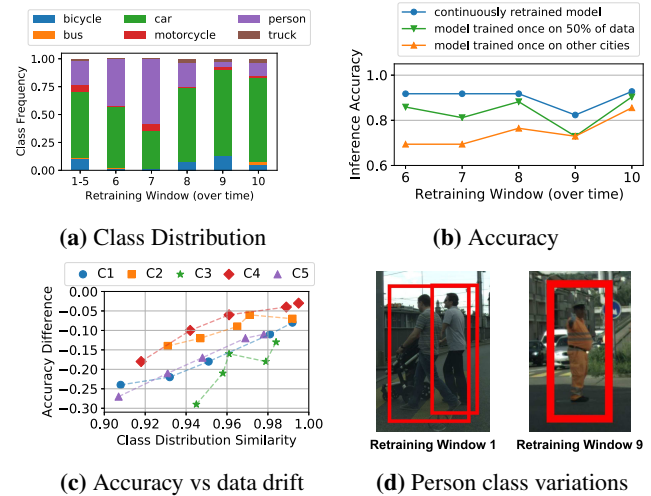 bicycle car person
bus motorcycle truck
Class Frequency
1.00
0.75
0.50
0.25
0.00
1-5 6 7 8 9 10
Retraining Window (over time)
(a) Class Distribution
continuously retrained model
model trained once on 50% of data
model trained once on other cities
Inference Accuracy
1.0
0.8
0.6
6 7 8 9 10
Retraining Window (over time)
(b) Accuracy
C1 C2 C3 C4 C5
Accuracy Difference
0.00
−0.05
−0.10
−0.15
−0.20
−0.25
−0.30
0.90 0.92 0.94 0.96 0.98 1.00
Class Distribution Similarity
(c) Accuracy vs data drift
Retraining Window 1 Retraining Window 9
(d) Person class variations